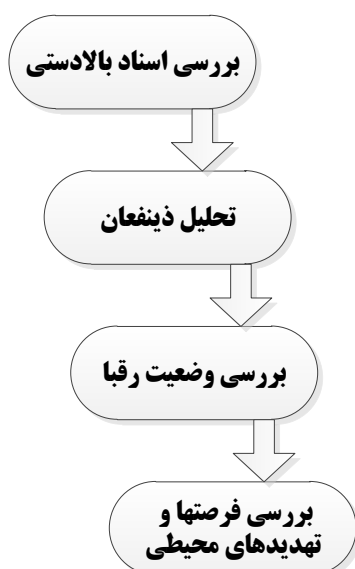 بررسی اسناد بالادستی
تحلیل ذینفعان
بررسی وضعیت رقبا
بررسی فرصتها و
تهدیدهای محیطی